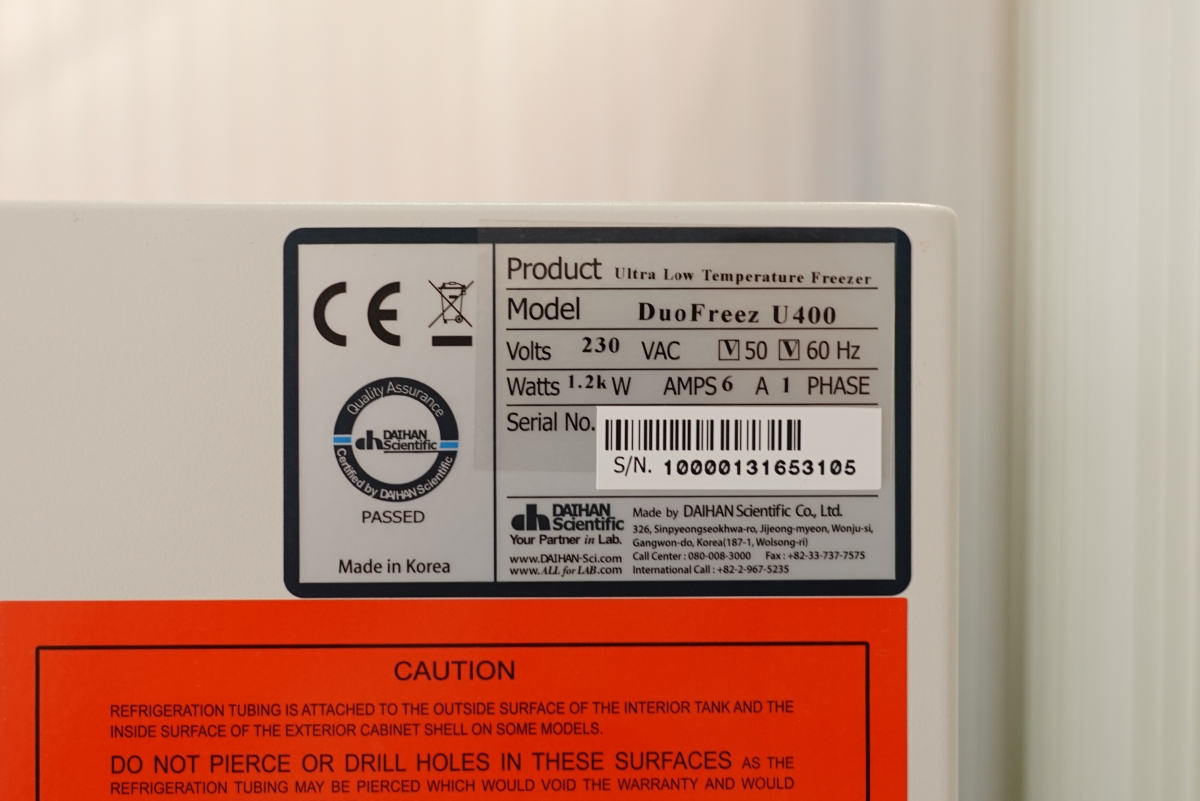 CE
Quality Assurance
DAIHAN
Scientific
Certified by DAIHAN Scientific
PASSED
Made in Korea
Product Ultra Low Temperature Freezer
Model DuoFreez U400
Volts 230 VAC V 50 V 60 Hz
Watts 1.2k W AMPS 6 A 1 PHASE
Serial No.
S/N. 10000131653105
DAIHAN
Scientific
Your Partner in Lab.
www.DAIHAN-Sci.com
www.ALL for LAB.com
Made by DAIHAN Scientific Co., Ltd.
326, Sinpyeongseokhwa-ro, Jijeong-myeon, Wonju-si,
Gangwon-do, Korea(187-1, Wolsong-ri)
Call Center : 080-008-3000 Fax : +82-33-737-7575
International Call : +82-2-967-5235
CAUTION
REFRIGERATION TUBING IS ATTACHED TO THE OUTSIDE SURFACE OF THE INTERIOR TANK AND THE
INSIDE SURFACE OF THE EXTERIOR CABINET SHELL ON SOME MODELS.
DO NOT PIERCE OR DRILL HOLES IN THESE SURFACES AS THE
REFRIGERATION TUBING MAY BE PIERCED WHICH WOULD VOID THE WARRANTY AND WOULD